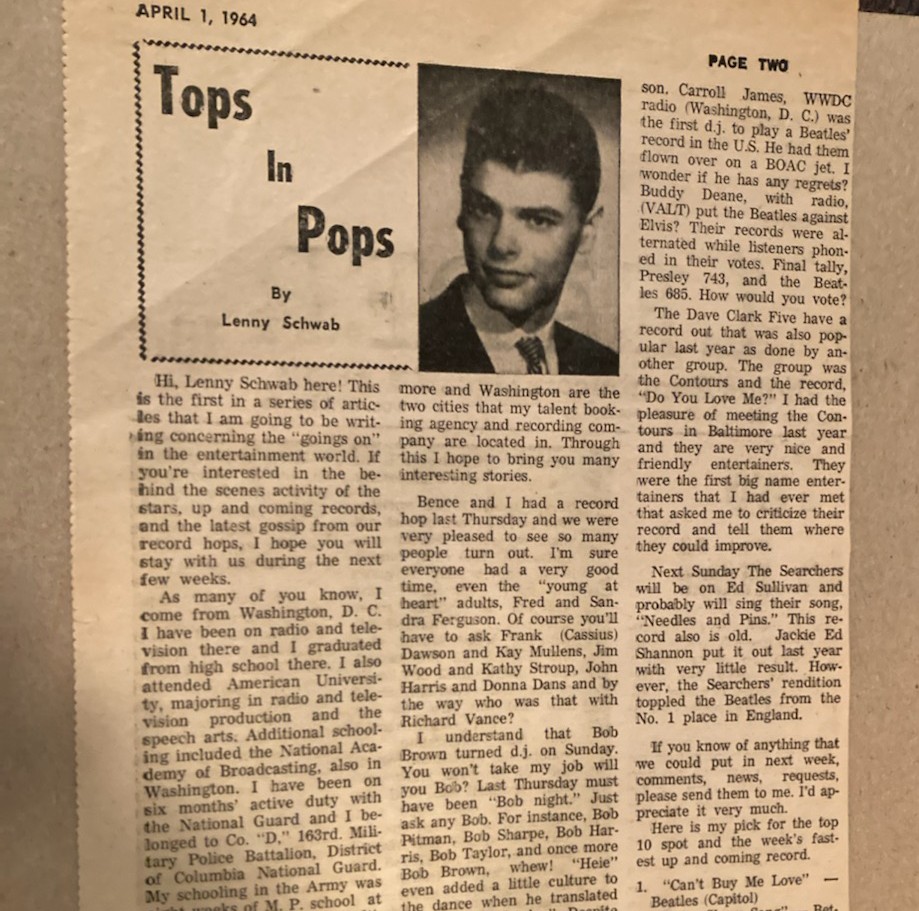 APRIL 1, 1964
PAGE TWO
Tops
In
Pops
By
Lenny Schwab
Hi, Lenny Schwab here! This
is the first in a series of artic-
les that I am going to be writ-
ing concerning the "goings on"
in the entertainment world. If
you're interested in the be-
hind the scenes activity of the
stars, up and coming records,
and the latest gossip from our
record hops, I hope you will
stay with us during the next
few weeks.
As many of you know, I
come from Washington, D. C.
I have been on radio and tele-
vision there and I graduated
from high school there. I also
attended American Universi-
ty, majoring in radio and tele-
vision production and the
speech arts. Additional school-
ing included the National Aca-
demy of Broadcasting, also in
Washington. I have been on
six months' active duty with
the National Guard and I be-
longed to Co. "D," 163rd. Mili-
tary Police Battalion, District
of Columbia National Guard.
My schooling in the Army was
weeks of M. P. school at
more and Washington are the
two cities that my talent book-
ing agency and recording com-
pany are located in. Through
this I hope to bring you many
interesting stories.
Bence and I had a record
hop last Thursday and we were
very pleased to see so many
people turn out. I'm sure
everyone had a very good
time, even the "young at
heart" adults, Fred and San-
dra Ferguson. Of course you'll
have to ask Frank (Cassius)
Dawson and Kay Mullens, Jim
Wood and Kathy Stroup, John
Harris and Donna Dans and by
the way who was that with
Richard Vance?
I understand that Bob
Brown turned d.j. on Sunday.
You won't take my job will
you Bob? Last Thursday must
have been "Bob night." Just
ask any Bob. For instance, Bob
Pitman, Bob Sharpe, Bob Har-
ris, Bob Taylor, and once more
Bob Brown, whew! "Heie"
even added a little culture to
the dance when he translated
son. Carroll James, WWDC
radio (Washington, D. C.) was
the first d.j. to play a Beatles'
record in the U.S. He had them
flown over on a BOAC jet. I
wonder if he has any regrets?
Buddy Deane, with radio,
(VALT) put the Beatles against
Elvis? Their records were al-
ternated while listeners phon-
ed in their votes. Final tally,
Presley 743, and the Beat-
les 685. How would you vote?
The Dave Clark Five have a
record out that was also pop-
ular last year as done by an-
other group. The group was
the Contours and the record,
"Do You Love Me?" I had the
pleasure of meeting the Con-
tours in Baltimore last year
and they are very nice and
friendly entertainers. They
were the first big name enter-
tainers that I had ever met
that asked me to criticize their
record and tell them where
they could improve.
Next Sunday The Searchers
will be on Ed Sullivan and
probably will sing their song,
"Needles and Pins." This re-
cord also is old. Jackie Ed
Shannon put it out last year
with very little result. How-
ever, the Searchers' rendition
toppled the Beatles from the
No. 1 place in England.
If you know of anything that
we could put in next week,
comments, news, requests,
please send them to me. I'd ap-
preciate it very much.
Here is my pick for the top
10 spot and the week's fast-
est up and coming record.
1. "Can't Buy Me Love" —
Beatles (Capitol)